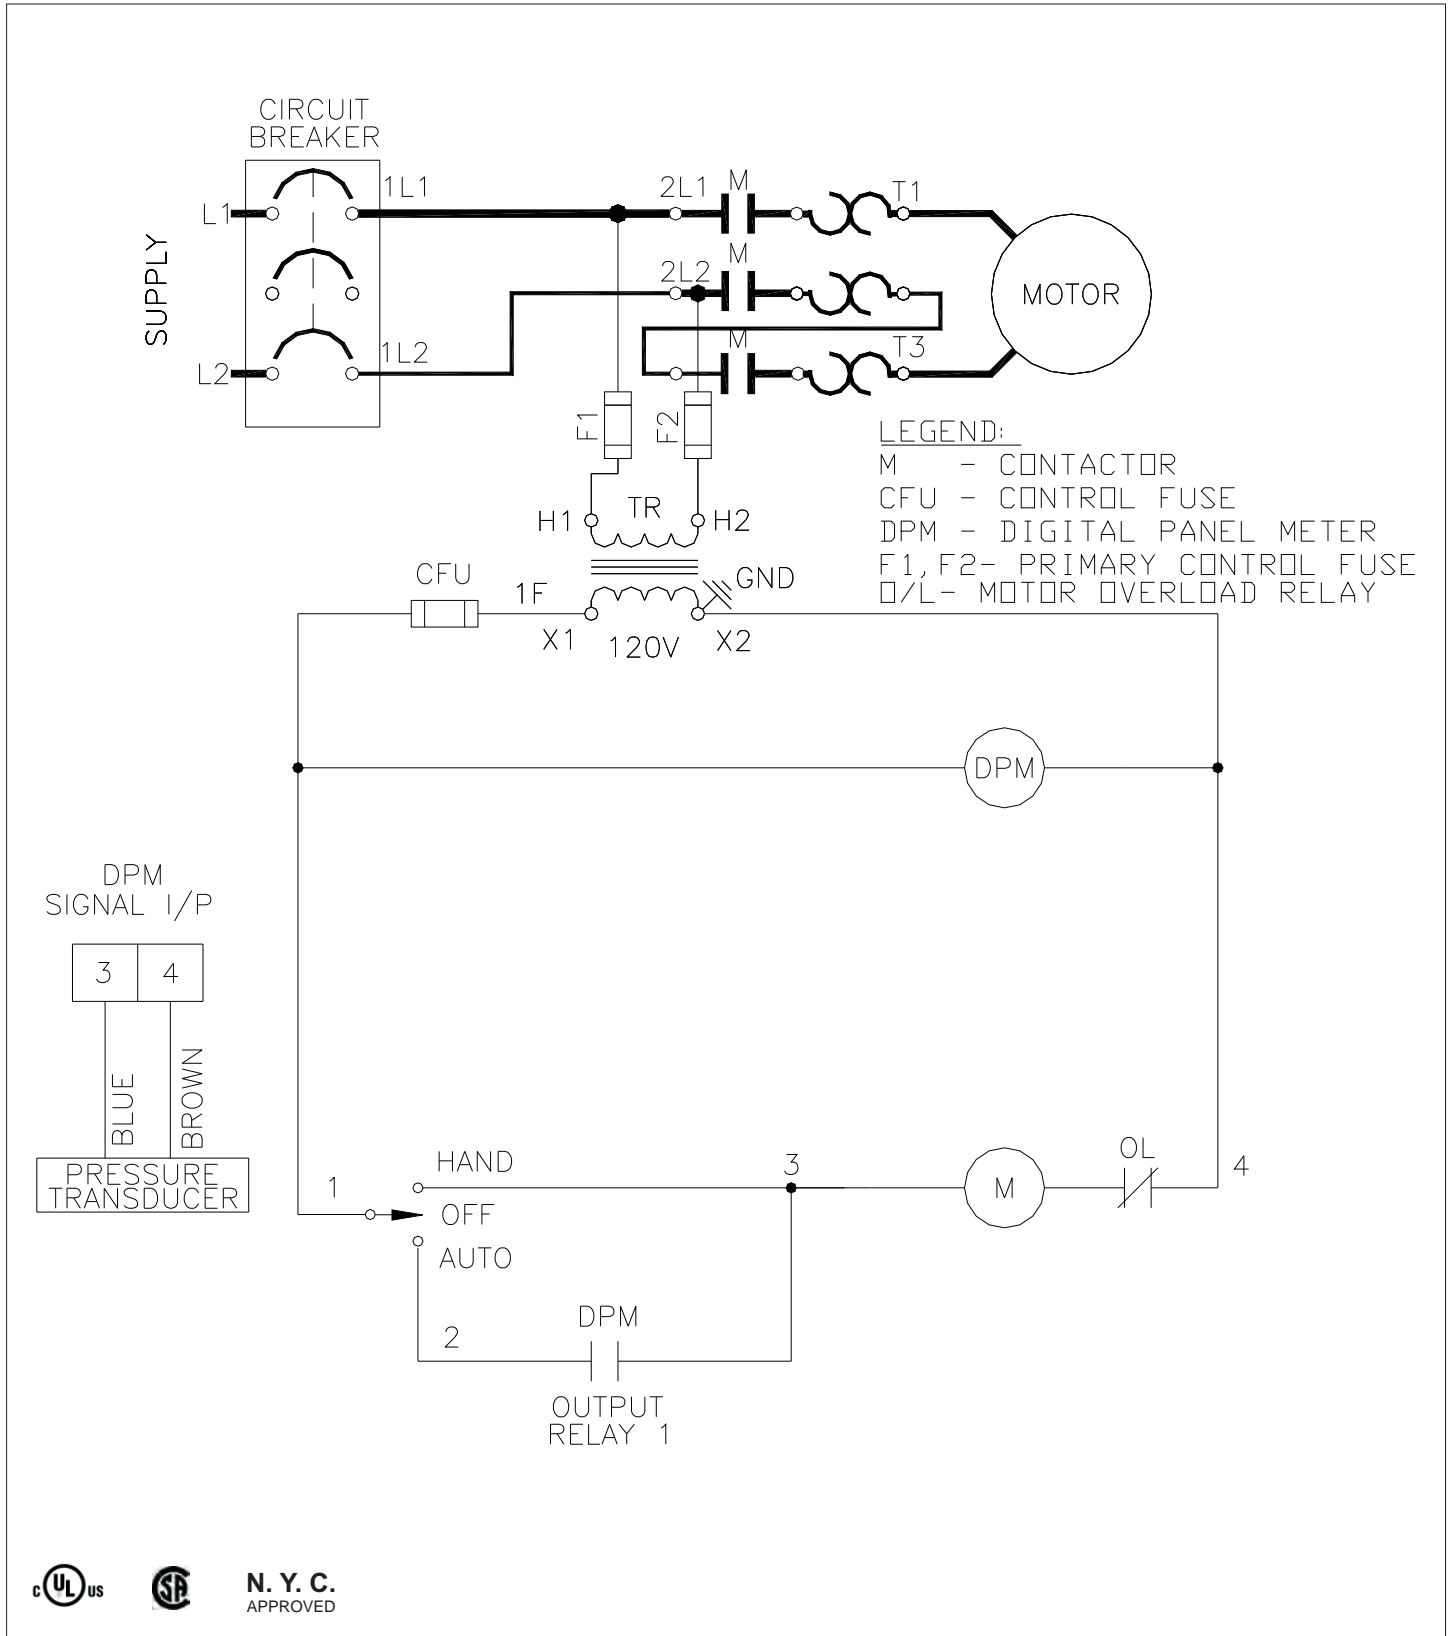 CIRCUIT
BREAKER
SUPPLY
L1
1L1
2L1
M
T1
2L2
M
MOTOR
L2
1L2
M
T3
F1
F2
LEGEND:
M - CONTACTOR
CFU - CONTROL FUSE
DPM - DIGITAL PANEL METER
F1,F2- PRIMARY CONTROL FUSE
O/L- MOTOR OVERLOAD RELAY
H1
TR
H2
CFU
1F
GND
X1
120V
X2
DPM
DPM
SIGNAL I/P
3
4
BLUE
BROWN
PRESSURE
TRANSDUCER
1
HAND
OFF
AUTO
3
M
OL
4
2
DPM
OUTPUT
RELAY 1
c UL us
SA
N. Y. C.
APPROVED